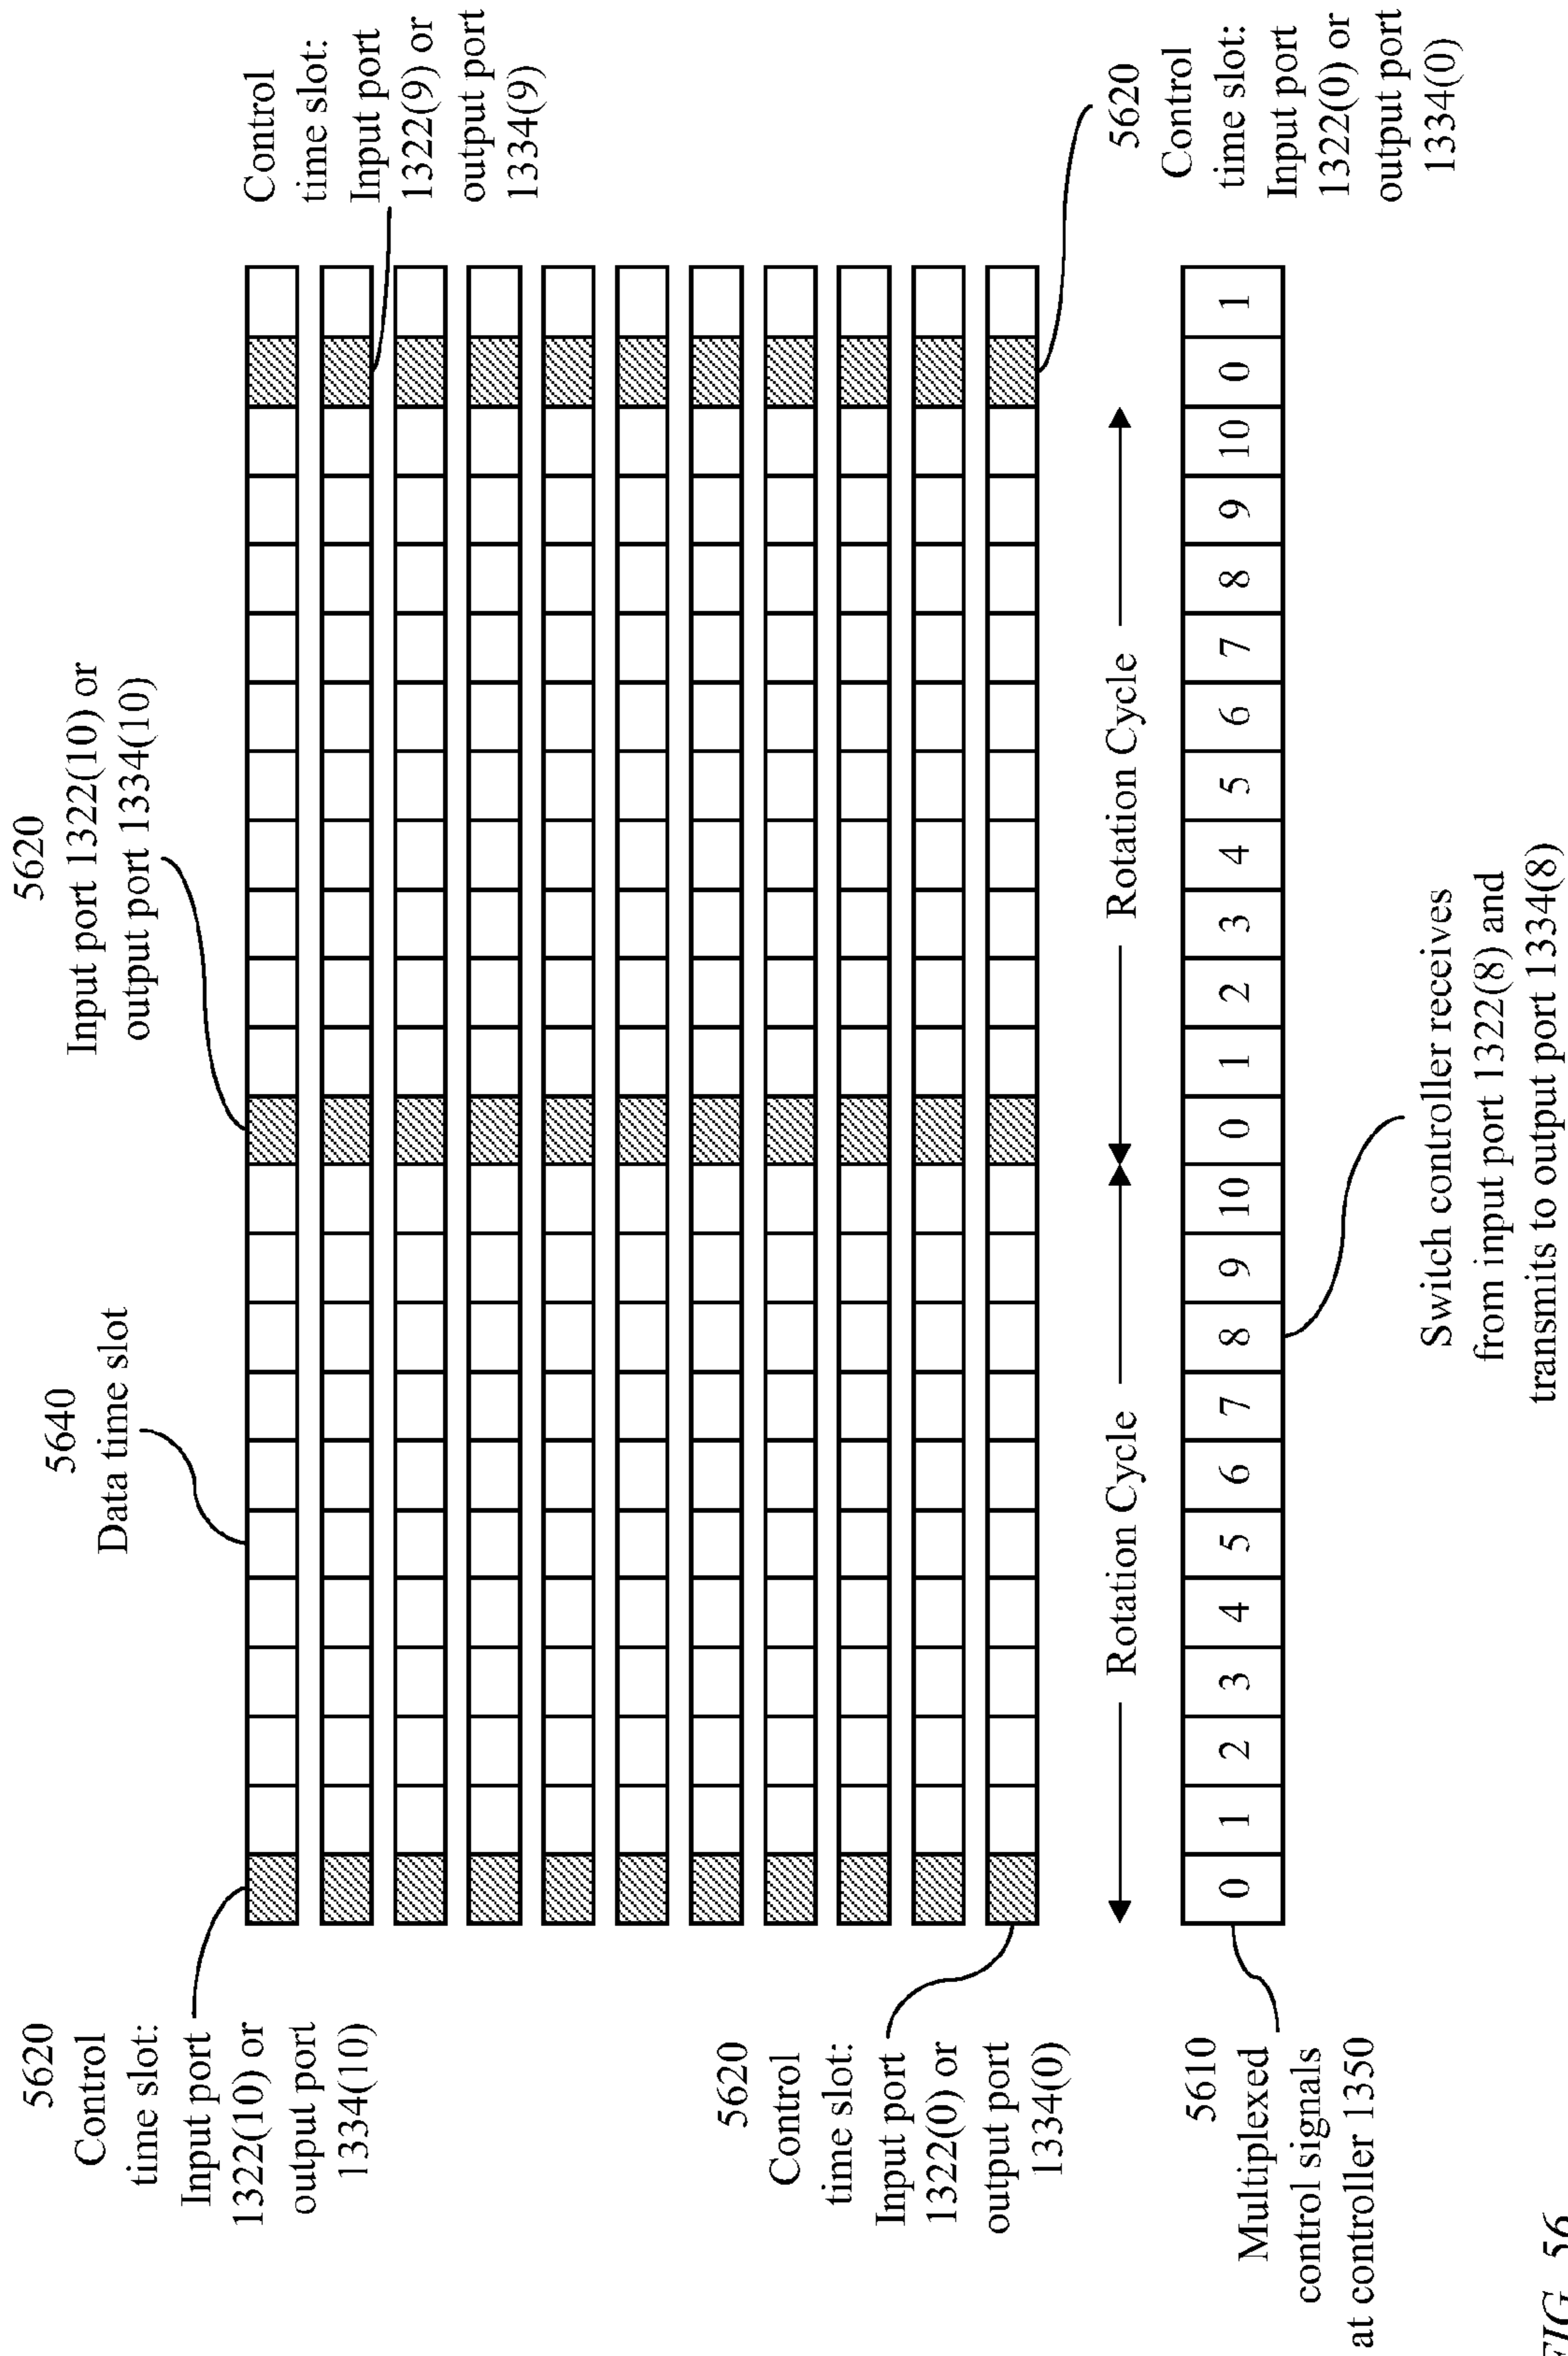 5620
Control
time slot:
Input port
1322(10) or
output port
1334(10)
5640
Data time slot
5620
Input port 1322(10) or
output port 1334(10)
Control
time slot:
Input port
1322(9) or
output port
1334(9)
5620
Control
time slot:
Input port
1322(0) or
output port
1334(0)
Rotation Cycle
Rotation Cycle
5620
Control
time slot:
Input port
1322(0) or
output port
1334(0)
5610
Multiplexed
control signals
at controller 1350
0 1 2 3 4 5 6 7 8 9 10 0 1 2 3 4 5 6 7 8 9 10 0 1
Switch controller receives
from input port 1322(8) and
transmits to output port 1334(8)
FIG. 56